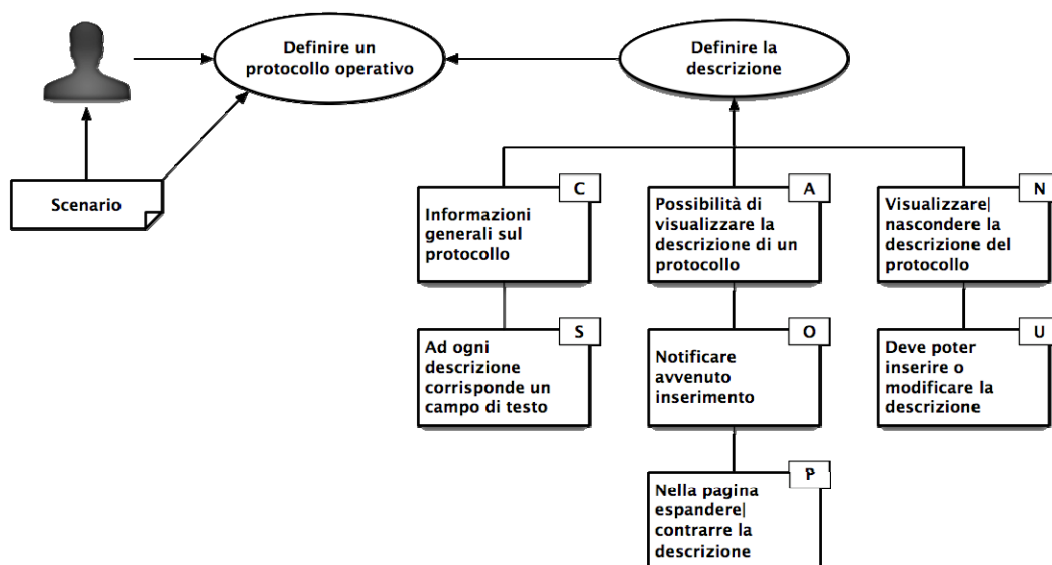 Definire un
protocollo operativo
Definire la
descrizione
Scenario
C
Informazioni
generali sul
protocollo
A
Possibilità di
visualizzare la
descrizione di un
protocollo
N
Visualizzare|
nascondere la
descrizione del
protocollo
S
Ad ogni
descrizione
corrisponde un
campo di testo
O
Notificare
avvenuto
inserimento
U
Deve poter
inserire o
modificare la
descrizione
P
Nella pagina
espandere|
contrarre la
descrizione